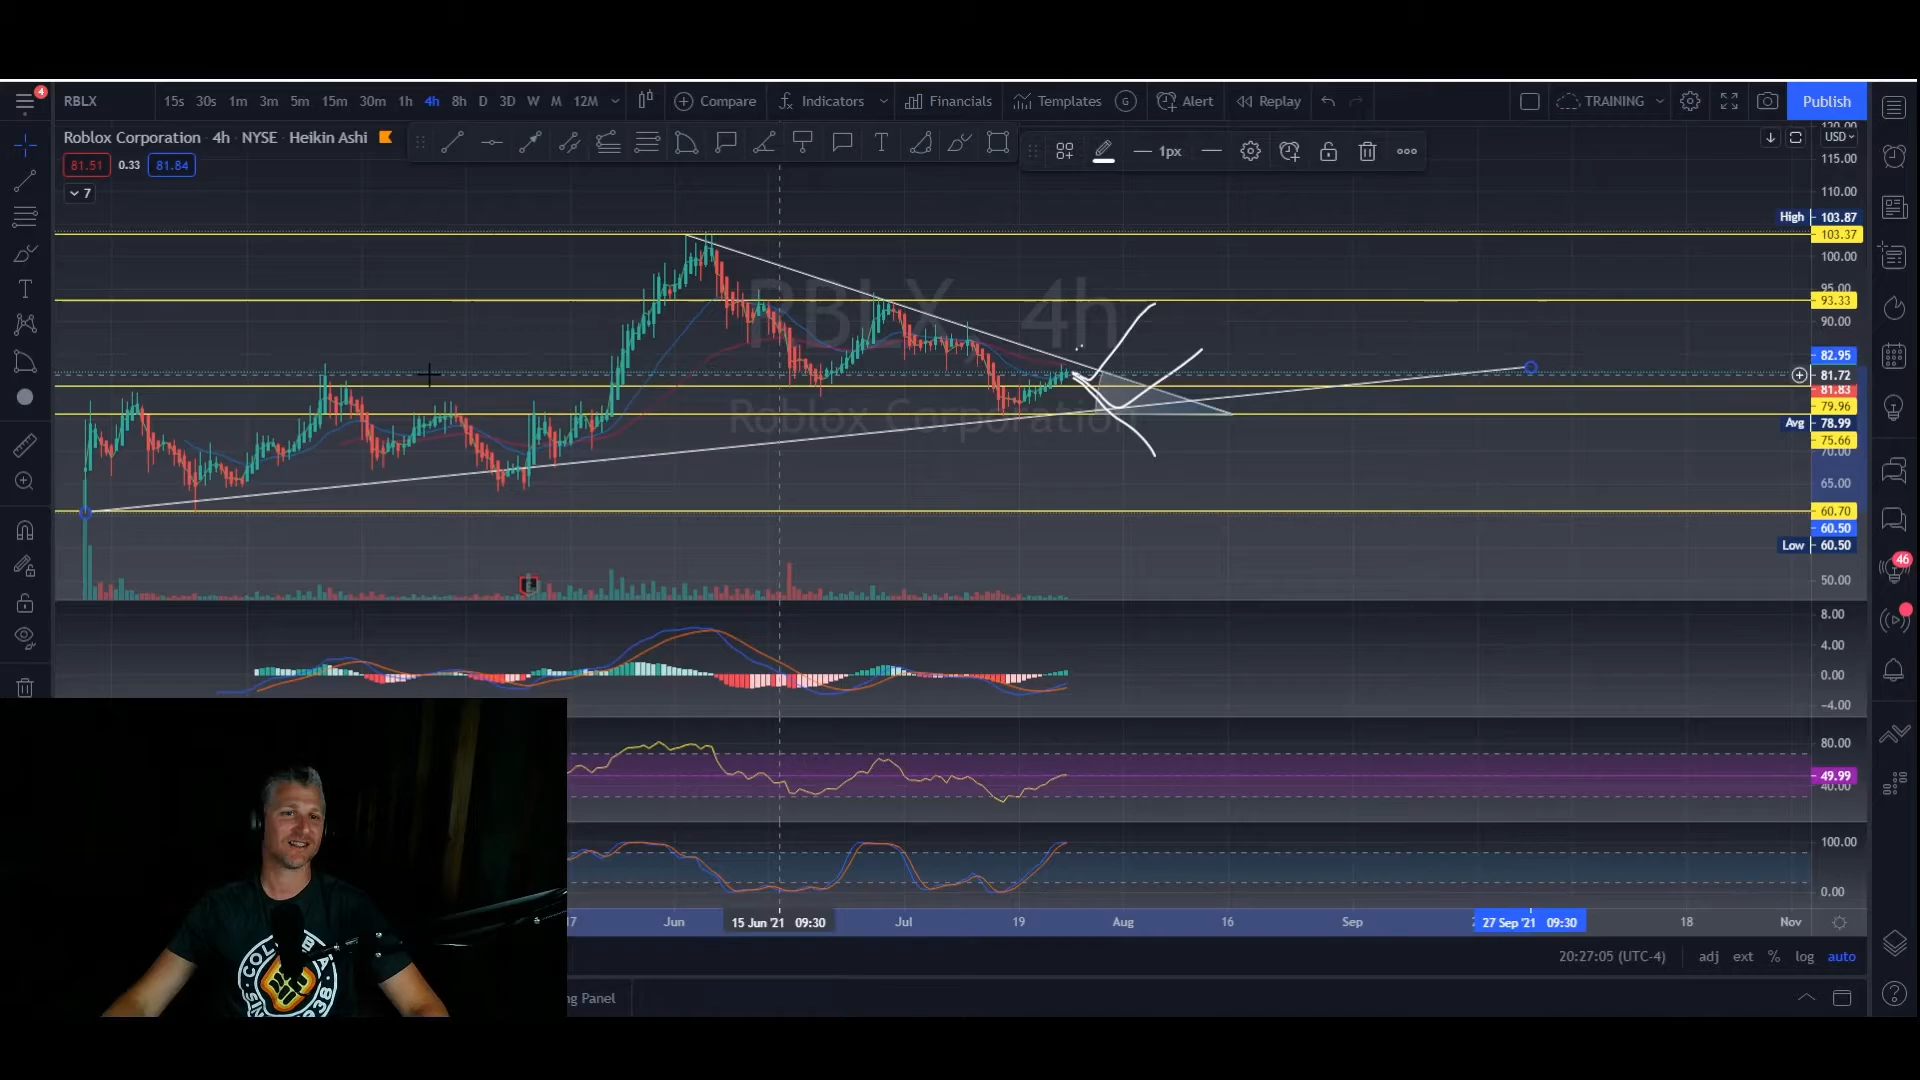 4
RBLX 15s 30s 1m 3m 5m 15m 30m 1h 4h 8h D 3D W M 12M Compare Indicators Financials Templates G Alert Replay TRAINING Publish
Roblox Corporation · 4h · NYSE · Heikin Ashi
T 1px USD
81.51 0.33 81.84
7
RBLX, 4h
Roblox Corporation
120.00
115.00
110.00
High 103.87
103.37
100.00
95.00
93.33
90.00
82.95
81.72
81.83
79.96
Avg 78.99
75.66
70.00
65.00
60.70
60.50
Low 60.50
50.00
8.00
4.00
0.00
−4.00
80.00
49.99
40.00
100.00
0.00
T
46
17 Jun 15 Jun '21 09:30 Jul 19 Aug 16 Sep 27 Sep '21 09:30 18 Nov
20:27:05 (UTC-4) adj ext % log auto
ng Panel